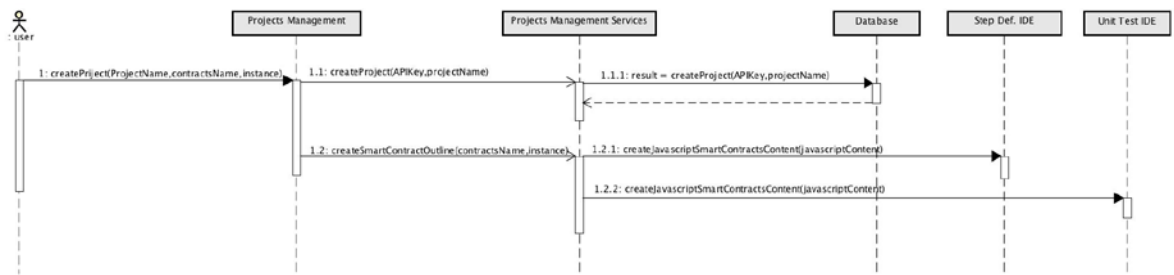 Projects Management
Projects Management Services
Database
Step Def. IDE
Unit Test IDE
: user
1: createPriject(ProjectName,contractsName,instance)
1.1: createProject(APIKey,projectName)
1.1.1: result = createProject(APIKey,projectName)
1.2: createSmartContractOutline(contractsName,instance)
1.2.1: createJavascriptSmartContractsContent(javascriptContent)
1.2.2: createJavascriptSmartContractsContent(javascriptContent)